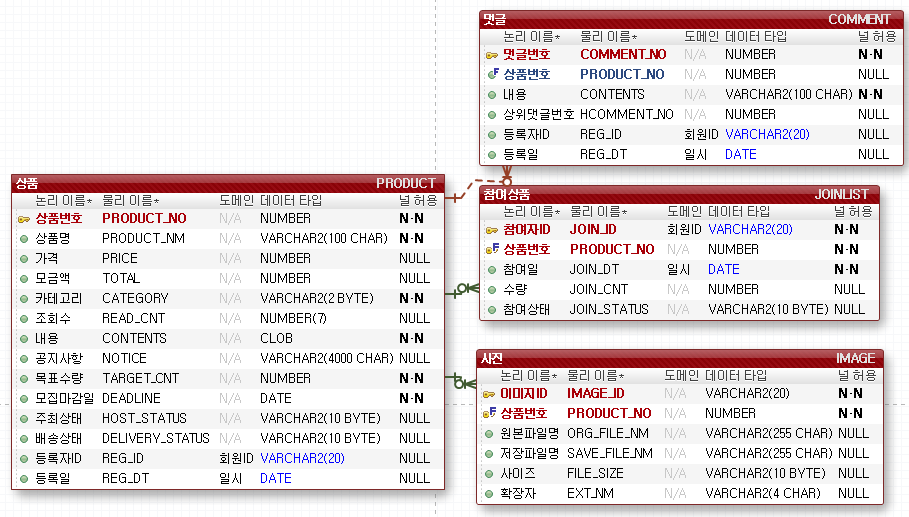 댓글 COMMENT
논리 이름* 물리 이름* 도메인 데이터 타입 널 허용
댓글번호 COMMENT_NO N/A NUMBER N·N
상품번호 PRODUCT_NO N/A NUMBER NULL
내용 CONTENTS N/A VARCHAR2(100 CHAR) N·N
상위댓글번호 HCOMMENT_NO N/A NUMBER NULL
등록자ID REG_ID 회원ID VARCHAR2(20) NULL
등록일 REG_DT 일시 DATE NULL
상품 PRODUCT
논리 이름* 물리 이름* 도메인 데이터 타입 널 허용
상품번호 PRODUCT_NO N/A NUMBER N·N
상품명 PRODUCT_NM N/A VARCHAR2(100 CHAR) N·N
가격 PRICE N/A NUMBER NULL
모금액 TOTAL N/A NUMBER NULL
카테고리 CATEGORY N/A VARCHAR2(2 BYTE) N·N
조회수 READ_CNT N/A NUMBER(7) NULL
내용 CONTENTS N/A CLOB N·N
공지사항 NOTICE N/A VARCHAR2(4000 CHAR) NULL
목표수량 TARGET_CNT N/A NUMBER N·N
모집마감일 DEADLINE N/A DATE N·N
주최상태 HOST_STATUS N/A VARCHAR2(10 BYTE) NULL
배송상태 DELIVERY_STATUS N/A VARCHAR2(10 BYTE) NULL
등록자ID REG_ID 회원ID VARCHAR2(20) NULL
등록일 REG_DT 일시 DATE NULL
참여상품 JOINLIST
논리 이름* 물리 이름* 도메인 데이터 타입 널 허용
참여자ID JOIN_ID 회원ID VARCHAR2(20) N·N
상품번호 PRODUCT_NO N/A NUMBER N·N
참여일 JOIN_DT 일시 DATE N·N
수량 JOIN_CNT N/A NUMBER NULL
참여상태 JOIN_STATUS N/A VARCHAR2(10 BYTE) NULL
사진 IMAGE
논리 이름* 물리 이름* 도메인 데이터 타입 널 허용
이미지ID IMAGE_ID N/A VARCHAR2(20) N·N
상품번호 PRODUCT_NO N/A NUMBER N·N
원본파일명 ORG_FILE_NM N/A VARCHAR2(255 CHAR) NULL
저장파일명 SAVE_FILE_NM N/A VARCHAR2(255 CHAR) NULL
사이즈 FILE_SIZE N/A VARCHAR2(10 BYTE) NULL
확장자 EXT_NM N/A VARCHAR2(4 CHAR) NULL